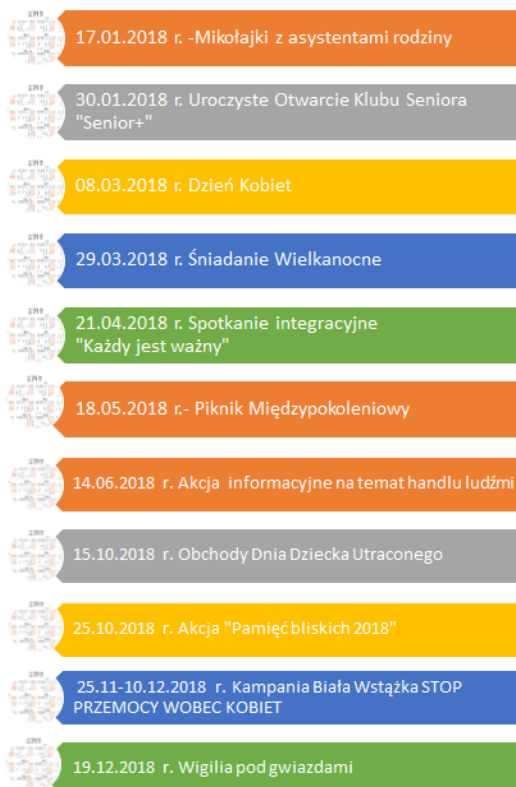 17.01.2018 r. -Mikołajki z asystentami rodziny
30.01.2018 r. Uroczyste Otwarcie Klubu Seniora
"Senior+"
08.03.2018 r. Dzień Kobiet
29.03.2018 r. Śniadanie Wielkanocne
21.04.2018 r. Spotkanie integracyjne
"Każdy jest ważny"
18.05.2018 r.- Piknik Międzypokoleniowy
14.06.2018 r. Akcja informacyjne na temat handlu ludźmi
15.10.2018 r. Obchody Dnia Dziecka Utraconego
25.10.2018 r. Akcja "Pamięć bliskich 2018"
25.11-10.12.2018 r. Kampania Biała Wstążka STOP
PRZEMOCY WOBEC KOBIET
19.12.2018 r. Wigilia pod gwiazdami